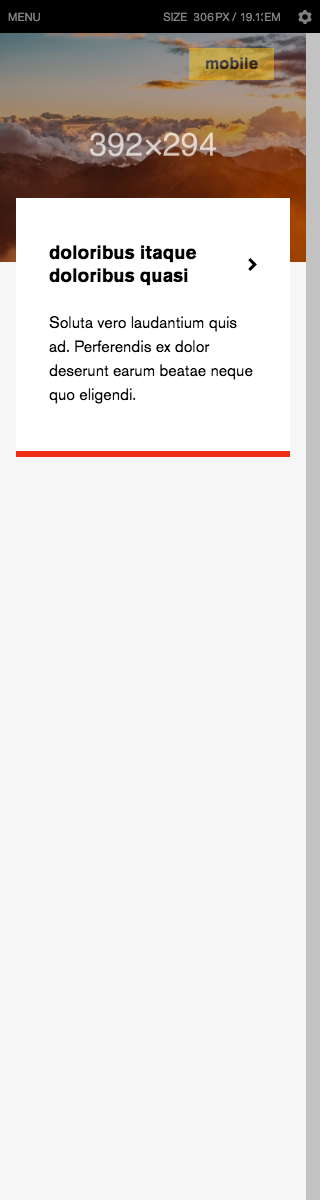 MENU
SIZE 306PX / 19.1:EM
mobile
392×294
doloribus itaque
doloribus quasi
Soluta vero laudantium quis
ad. Perferendis ex dolor
deserunt earum beatae neque
quo eligendi.